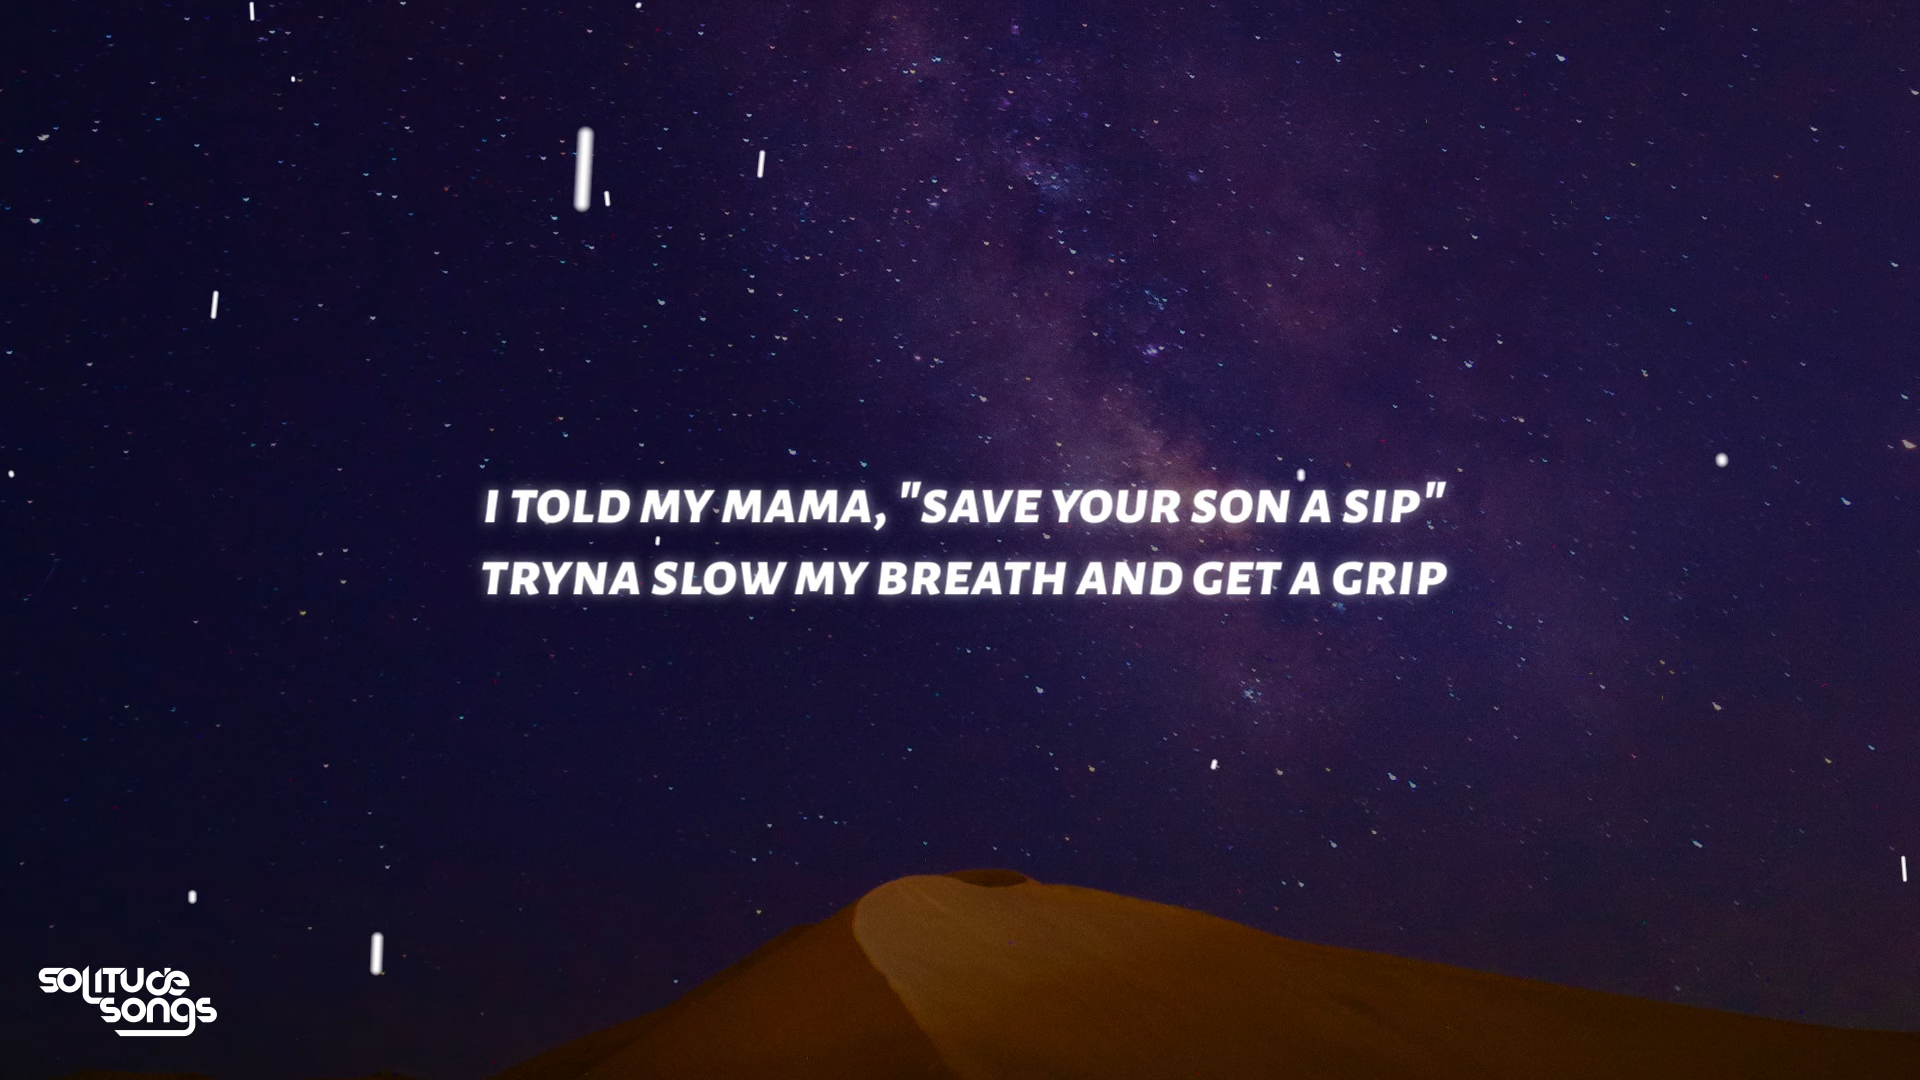 I TOLD MY MAMA, "SAVE YOUR SON A SIP"
TRYNA SLOW MY BREATH AND GET A GRIP
solitude
songs